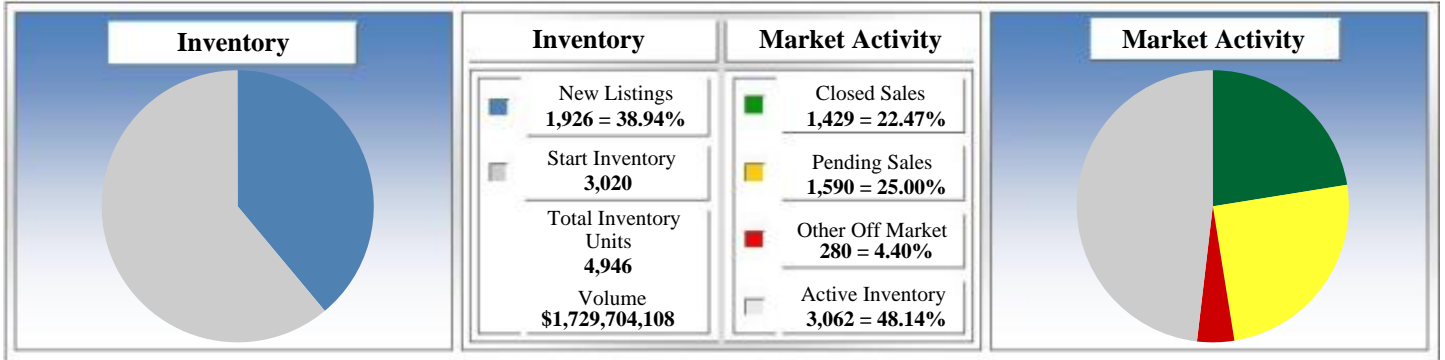 Inventory
Inventory
Market Activity
New Listings
1,926 = 38.94%
Start Inventory
3,020
Total Inventory
Units
4,946
Volume
$1,729,704,108
Closed Sales
1,429 = 22.47%
Pending Sales
1,590 = 25.00%
Other Off Market
280 = 4.40%
Active Inventory
3,062 = 48.14%
Market Activity